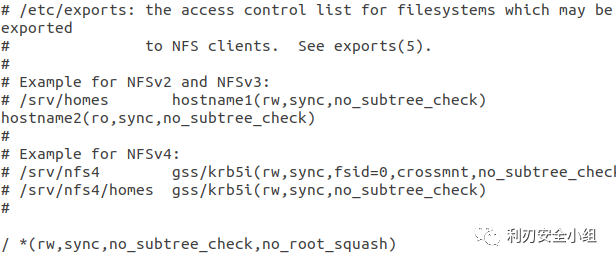 # /etc/exports: the access control list for filesystems which may be
exported
#               to NFS clients.  See exports(5).
#
# Example for NFSv2 and NFSv3:
# /srv/homes       hostname1(rw,sync,no_subtree_check)
hostname2(ro,sync,no_subtree_check)
#
# Example for NFSv4:
# /srv/nfs4        gss/krb5i(rw,sync,fsid=0,crossmnt,no_subtree_check
# /srv/nfs4/homes  gss/krb5i(rw,sync,no_subtree_check)
#
/ *(rw,sync,no_subtree_check,no_root_squash)
利刃安全小组